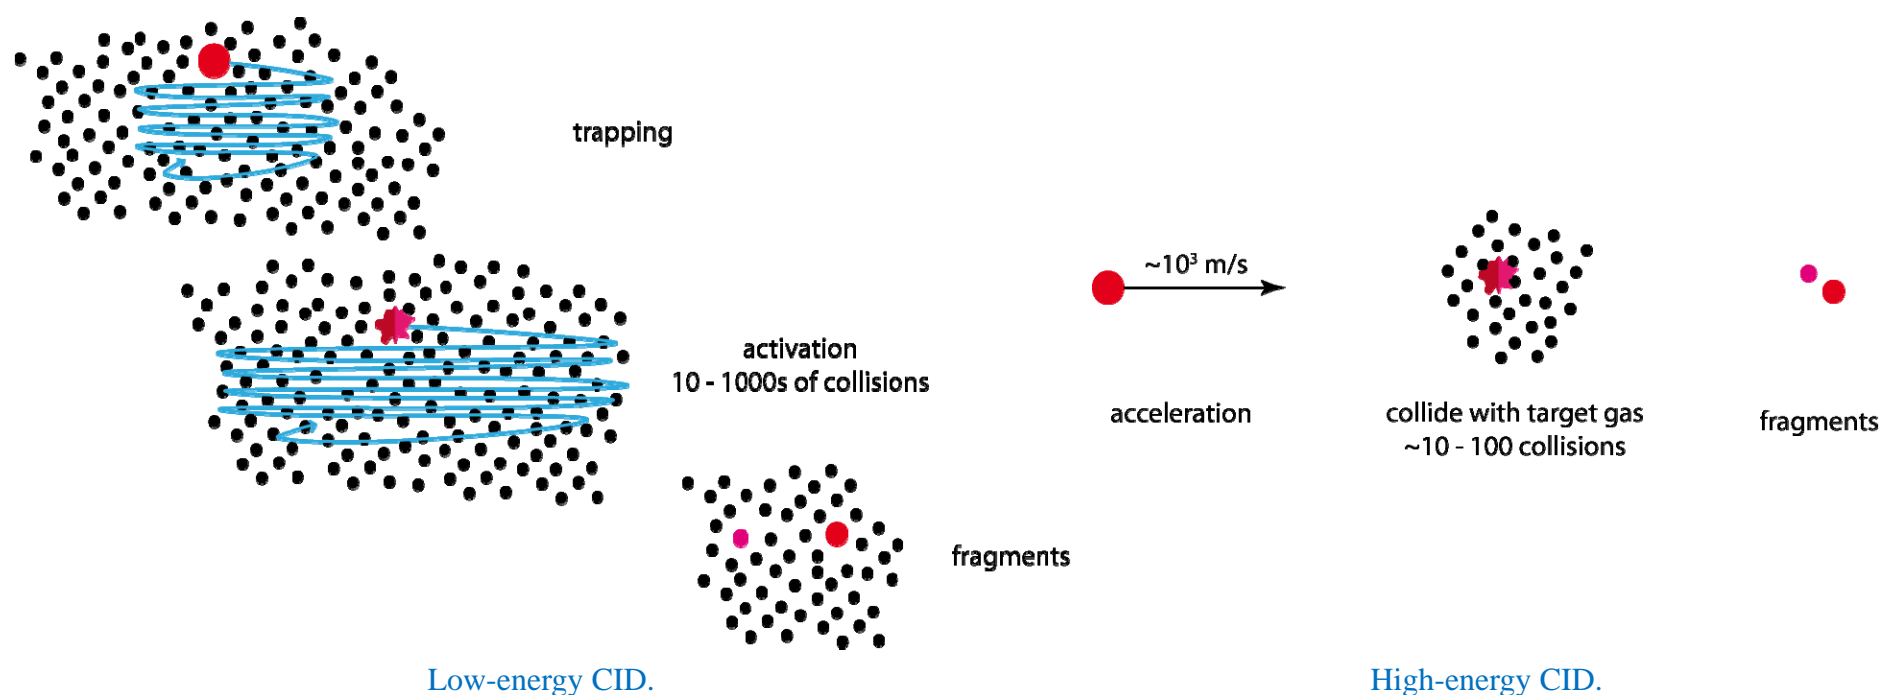 trapping
activation
10 - 1000s of collisions
fragments
Low-energy CID.
~10³ m/s
acceleration
collide with target gas
~10 - 100 collisions
fragments
High-energy CID.